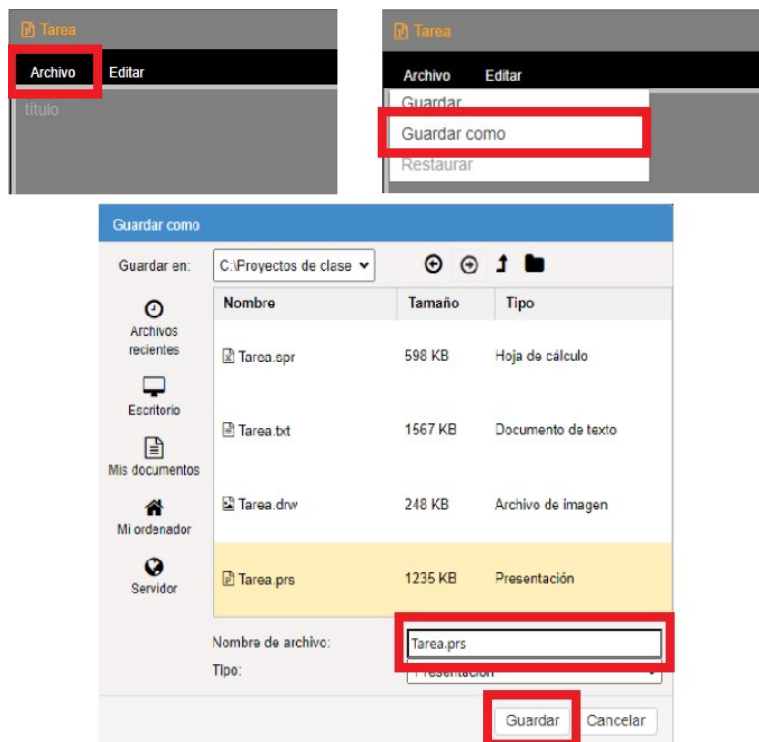 Tarea
Archivo Editar
título
Tarea
Archivo Editar
Guardar
Guardar como
Restaurar
Guardar como
Guardar en: C:\Proyectos de clase
Nombre Tamaño Tipo
Archivos
recientes
Tarea.spr 598 KB Hoja de cálculo
Escritorio
Tarea.txt 1567 KB Documento de texto
Mis documentos
Tarea.drw 248 KB Archivo de imagen
Mi ordenador
Servidor
Tarea.prs 1235 KB Presentación
Nombre de archivo: Tarea.prs
Tipo: Presentación
Guardar Cancelar